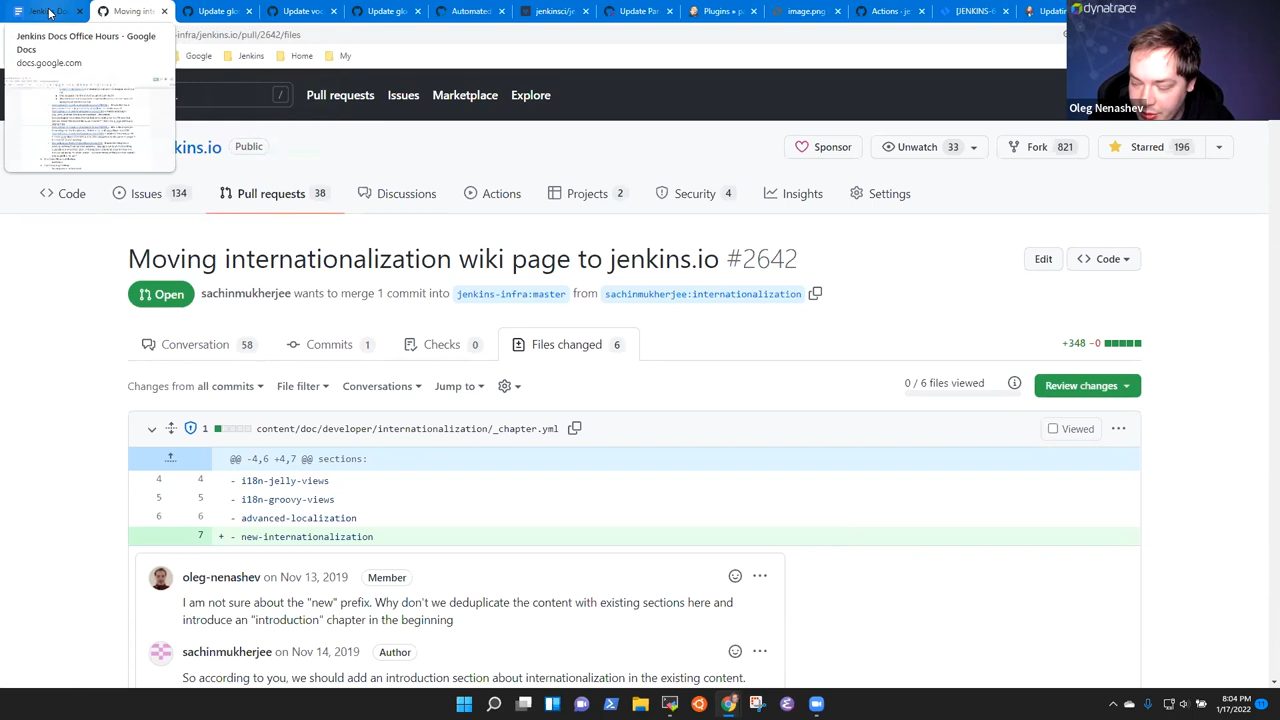 Jenkins Doc
Moving inte
Update glo
Update voc
Update glo
Automated
jenkinsci/je
Update Par
Plugins » pa
image.png
Actions · je
[JENKINS-6
Updatin
Jenkins Docs Office Hours - Google
Docs
docs.google.com
infra/jenkins.io/pull/2642/files
Google
Jenkins
Home
My
dynatrace
Oleg Nenashev
/
Pull requests
Issues
Marketplace
Explore
kins.io
Public
Sponsor
Unwatch
Fork 821
Starred 196
Code
Issues 134
Pull requests 38
Discussions
Actions
Projects 2
Security 4
Insights
Settings
Moving internationalization wiki page to jenkins.io #2642
Edit
<> Code
Open
sachinmukherjee wants to merge 1 commit into jenkins-infra:master from sachinmukherjee:internationalization
Conversation 58
Commits 1
Checks 0
Files changed 6
+348 −0
Changes from all commits
File filter
Conversations
Jump to
0 / 6 files viewed
Review changes
1 content/doc/developer/internationalization/_chapter.yml
Viewed
@@ -4,6 +4,7 @@ sections:
4 4 - i18n-jelly-views
5 5 - i18n-groovy-views
6 6 - advanced-localization
7 + - new-internationalization
oleg-nenashev on Nov 13, 2019 Member
I am not sure about the "new" prefix. Why don't we deduplicate the content with existing sections here and
introduce an "introduction" chapter in the beginning
sachinmukherjee on Nov 14, 2019 Author
So according to you, we should add an introduction section about internationalization in the existing content.
8:04 PM
1/17/2022